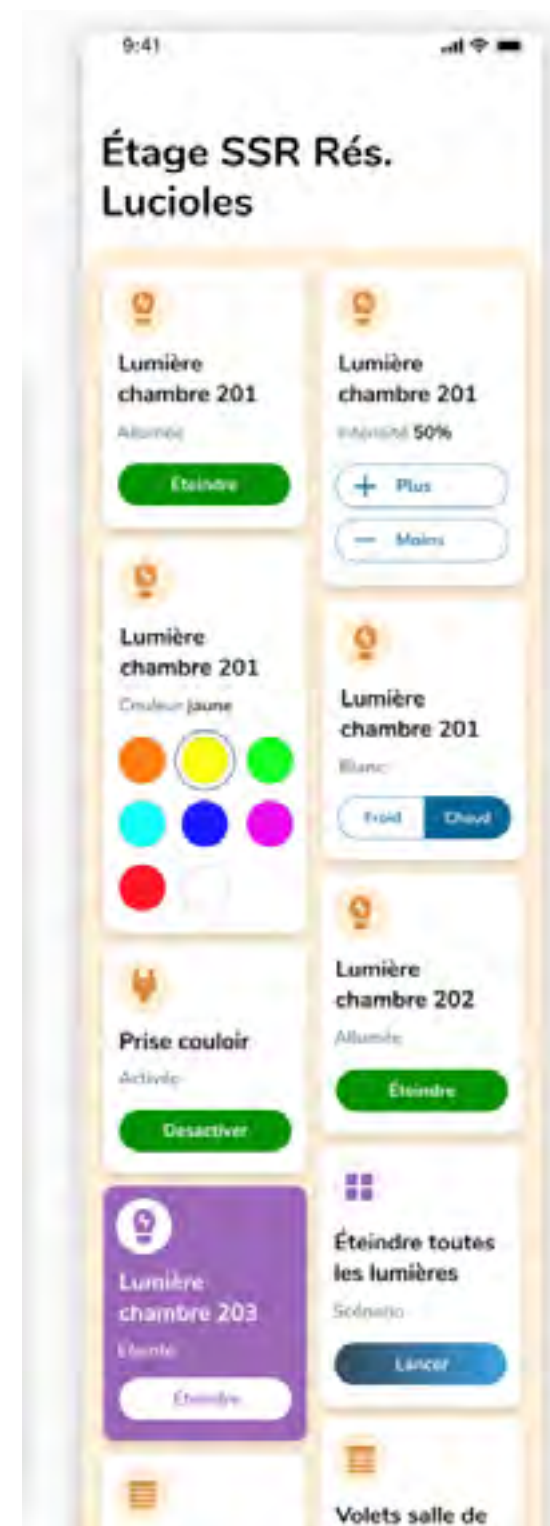 9:41
Étage SSR Rés.
Lucioles
Lumière
chambre 201
Allumée
Éteindre
Lumière
chambre 201
Intensité 50%
Plus
Moins
Lumière
chambre 201
Couleur jaune
Lumière
chambre 201
Blanc
Froid
Chaud
Prise couloir
Activée
Desactiver
Lumière
chambre 202
Allumée
Éteindre
Lumière
chambre 203
Eteinte
Éteindre
Éteindre toutes
les lumières
Scénario
Lancer
Volets salle de